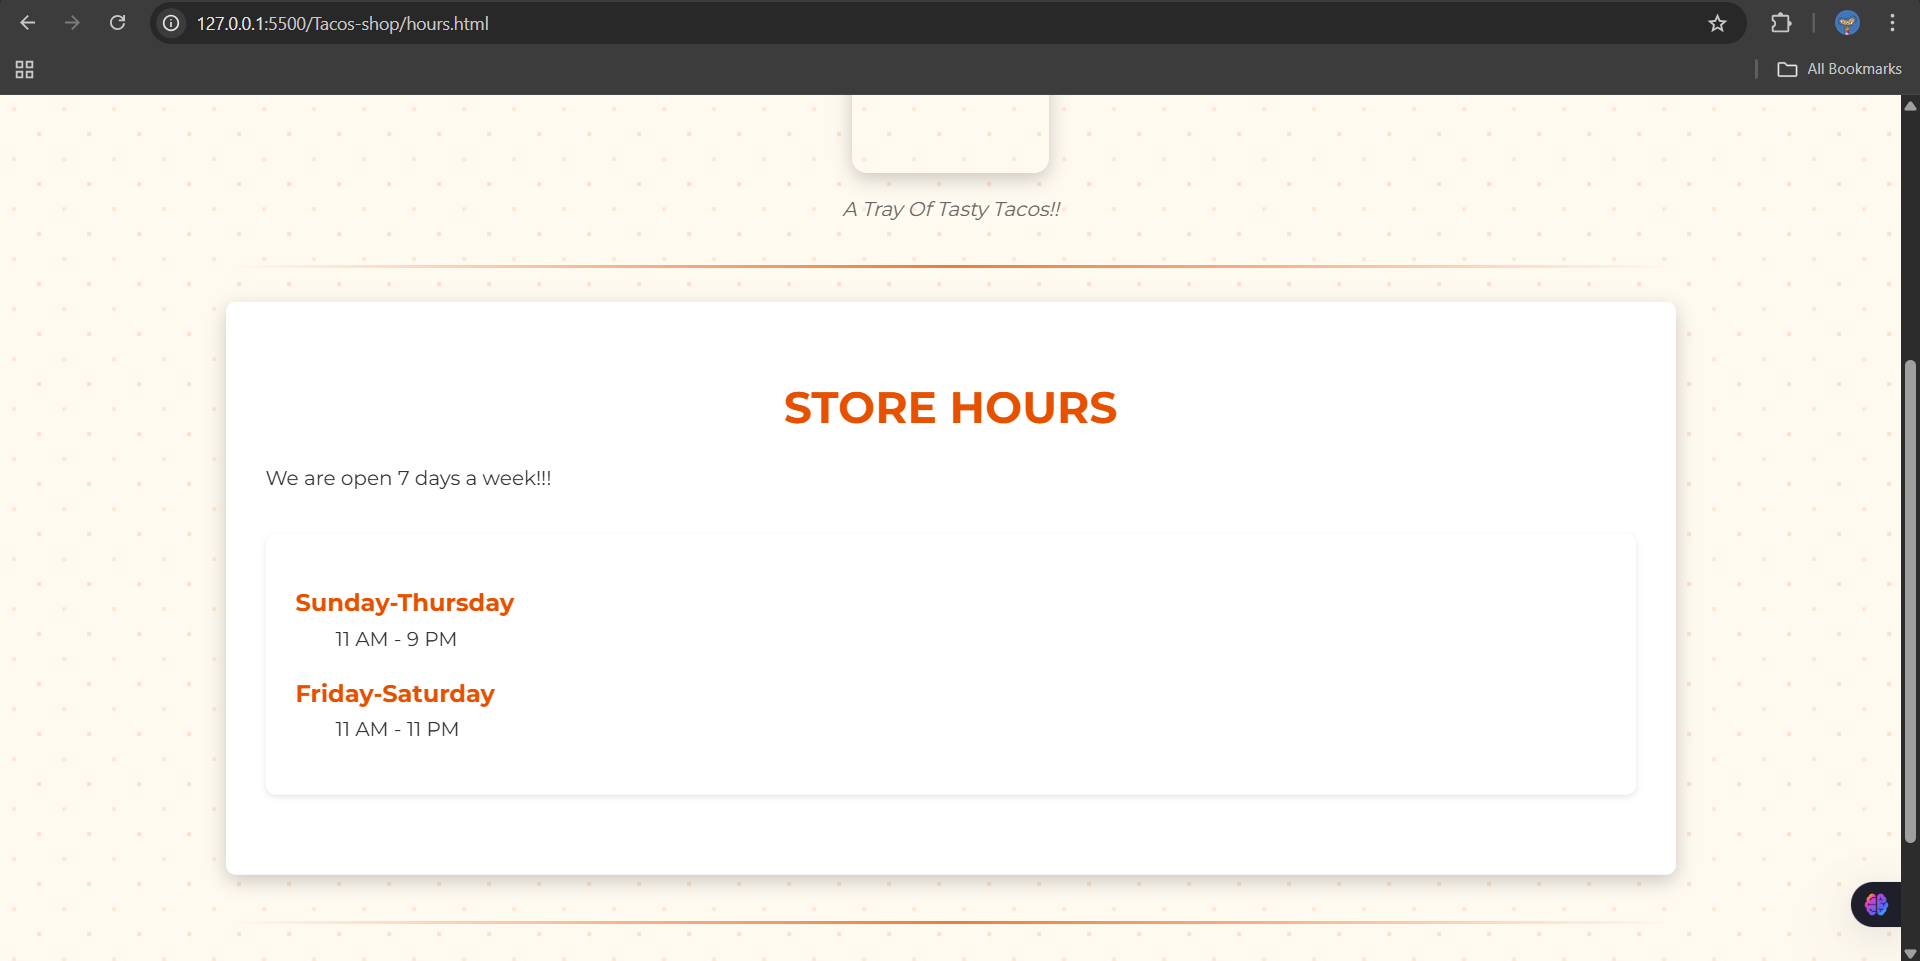 127.0.0.1:5500/Tacos-shop/hours.html
All Bookmarks
A Tray Of Tasty Tacos!!
STORE HOURS
We are open 7 days a week!!!
Sunday-Thursday
11 AM - 9 PM
Friday-Saturday
11 AM - 11 PM